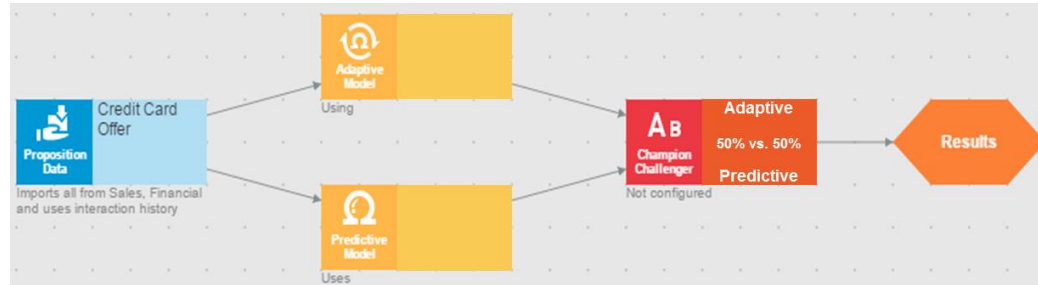 Credit Card
Offer
Proposition
Data
Imports all from Sales, Financial
and uses interaction history
Adaptive
Model
Using
Predictive
Model
Uses
AB
Champion
Challenger
Adaptive
50% vs. 50%
Predictive
Not configured
Results